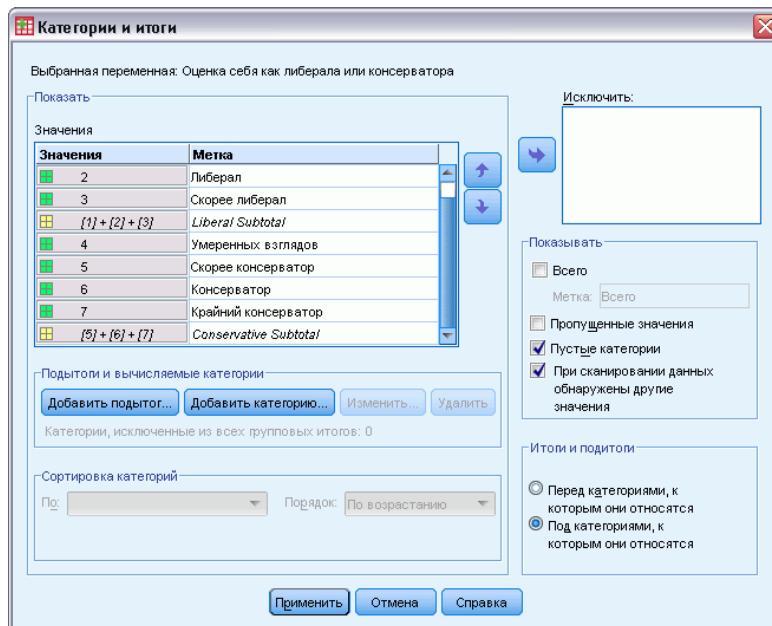 Категории и итоги
Выбранная переменная: Оценка себя как либерала или консерватора
Показать
Значения
Значения Метка
2 Либерал
3 Скорее либерал
[1] + [2] + [3] Liberal Subtotal
4 Умеренных взглядов
5 Скорее консерватор
6 Консерватор
7 Крайний консерватор
[5] + [6] + [7] Conservative Subtotal
Подытоги и вычисляемые категории
Добавить подытог... Добавить категорию... Изменить... Удалить
Категории, исключенные из всех групповых итогов: 0
Сортировка категорий
По: Порядок: По возрастанию
Исключить:
Показывать
Всего
Метка: Всего
Пропущенные значения
Пустые категории
При сканировании данных
обнаружены другие
значения
Итоги и подитоги
Перед категориями, к
которым они относятся
Под категориями, к
которым они относятся
Применить Отмена Справка